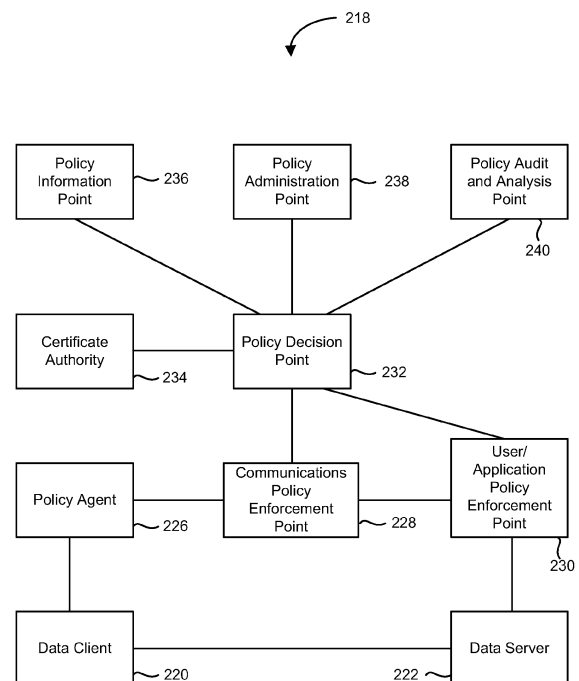 218
Policy
Information
Point
236
Policy
Administration
Point
238
Policy Audit
and Analysis
Point
240
Certificate
Authority
234
Policy Decision
Point
232
Policy Agent
226
Communications
Policy
Enforcement
Point
228
User/
Application
Policy
Enforcement
Point
230
Data Client
220
Data Server
222